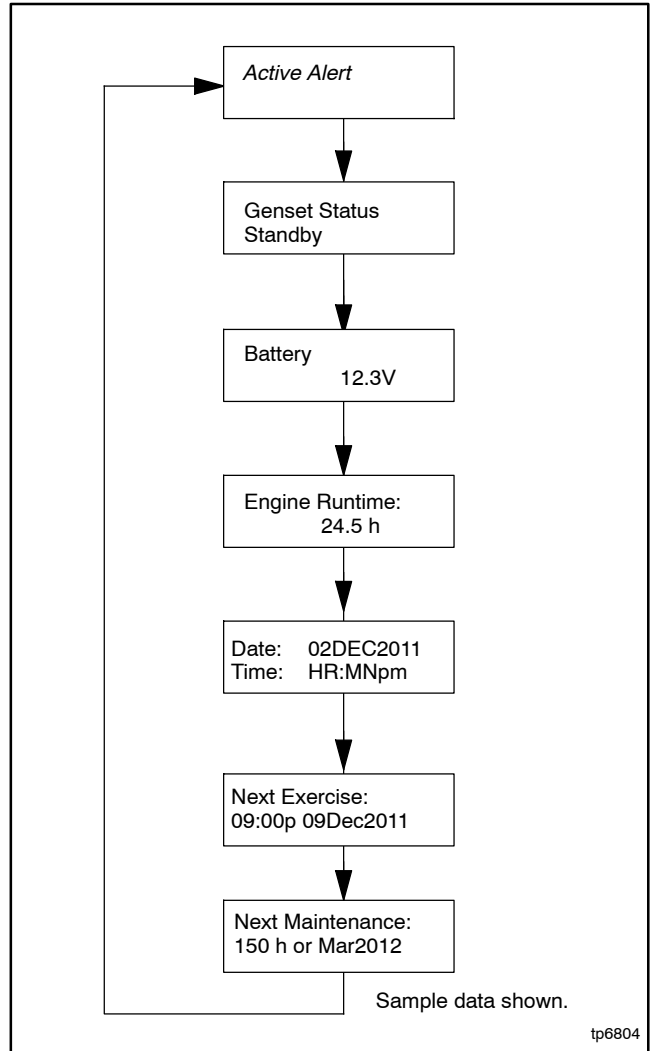 Active Alert
Genset Status
Standby
Battery
12.3V
Engine Runtime:
24.5 h
Date: 02DEC2011
Time: HR:MNpm
Next Exercise:
09:00p 09Dec2011
Next Maintenance:
150 h or Mar2012
Sample data shown.
tp6804